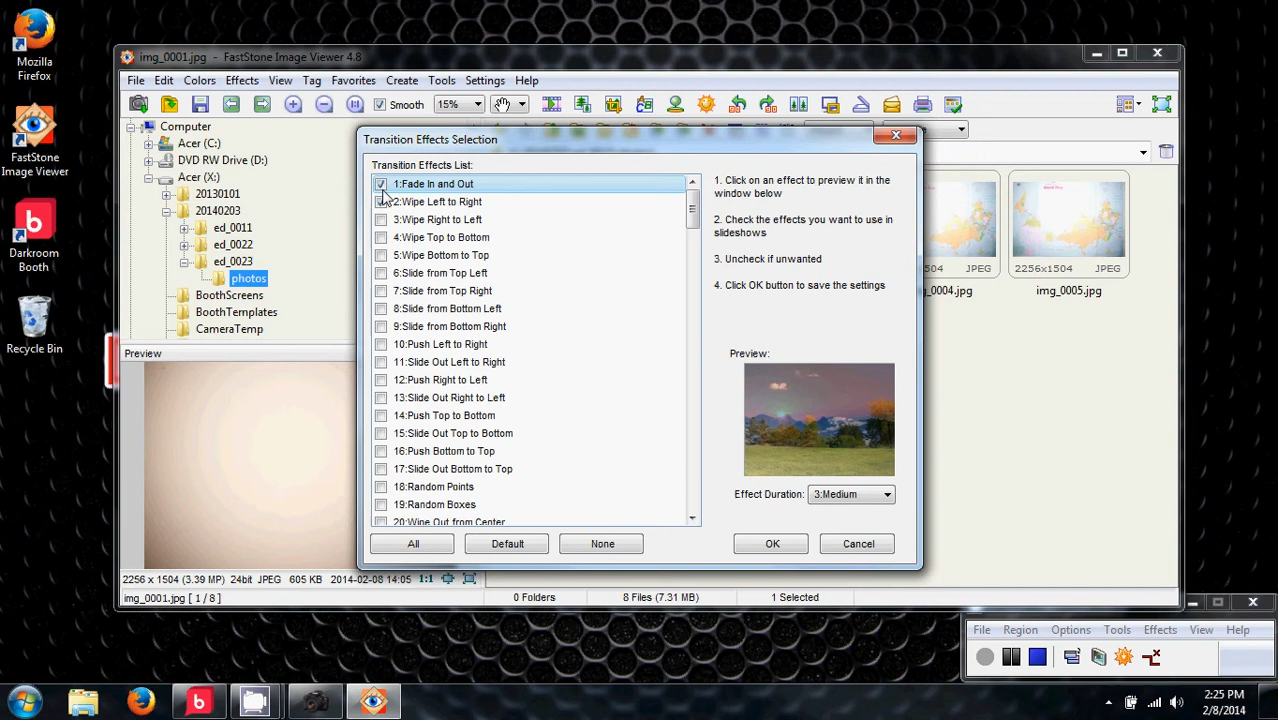 Mozilla
Firefox
FastStone
Image Viewer
Darkroom
Booth
Recycle Bin
img_0001.jpg - FastStone Image Viewer 4.8
File Edit Colors Effects View Tag Favorites Create Tools Settings Help
Smooth 15%
Computer
Acer (C:)
DVD RW Drive (D:)
Acer (X:)
20130101
20140203
ed_0011
ed_0022
ed_0023
photos
BoothScreens
BoothTemplates
CameraTemp
Preview
2256 x 1504 (3.39 MP) 24bit JPEG 605 KB 2014-02-08 14:05 1:1
img_0001.jpg [ 1 / 8 ]
0 Folders 8 Files (7.31 MB) 1 Selected
Transition Effects Selection
Transition Effects List:
1:Fade In and Out
2:Wipe Left to Right
3:Wipe Right to Left
4:Wipe Top to Bottom
5:Wipe Bottom to Top
6:Slide from Top Left
7:Slide from Top Right
8:Slide from Bottom Left
9:Slide from Bottom Right
10:Push Left to Right
11:Slide Out Left to Right
12:Push Right to Left
13:Slide Out Right to Left
14:Push Top to Bottom
15:Slide Out Top to Bottom
16:Push Bottom to Top
17:Slide Out Bottom to Top
18:Random Points
19:Random Boxes
20:Wipe Out from Center
All Default None OK Cancel
1. Click on an effect to preview it in the
window below
2. Check the effects you want to use in
slideshows
3. Uncheck if unwanted
4. Click OK button to save the settings
Preview:
Effect Duration: 3:Medium
JPEG 2256x1504 JPEG
_0004.jpg img_0005.jpg
File Region Options Tools Effects View Help
2:25 PM
2/8/2014